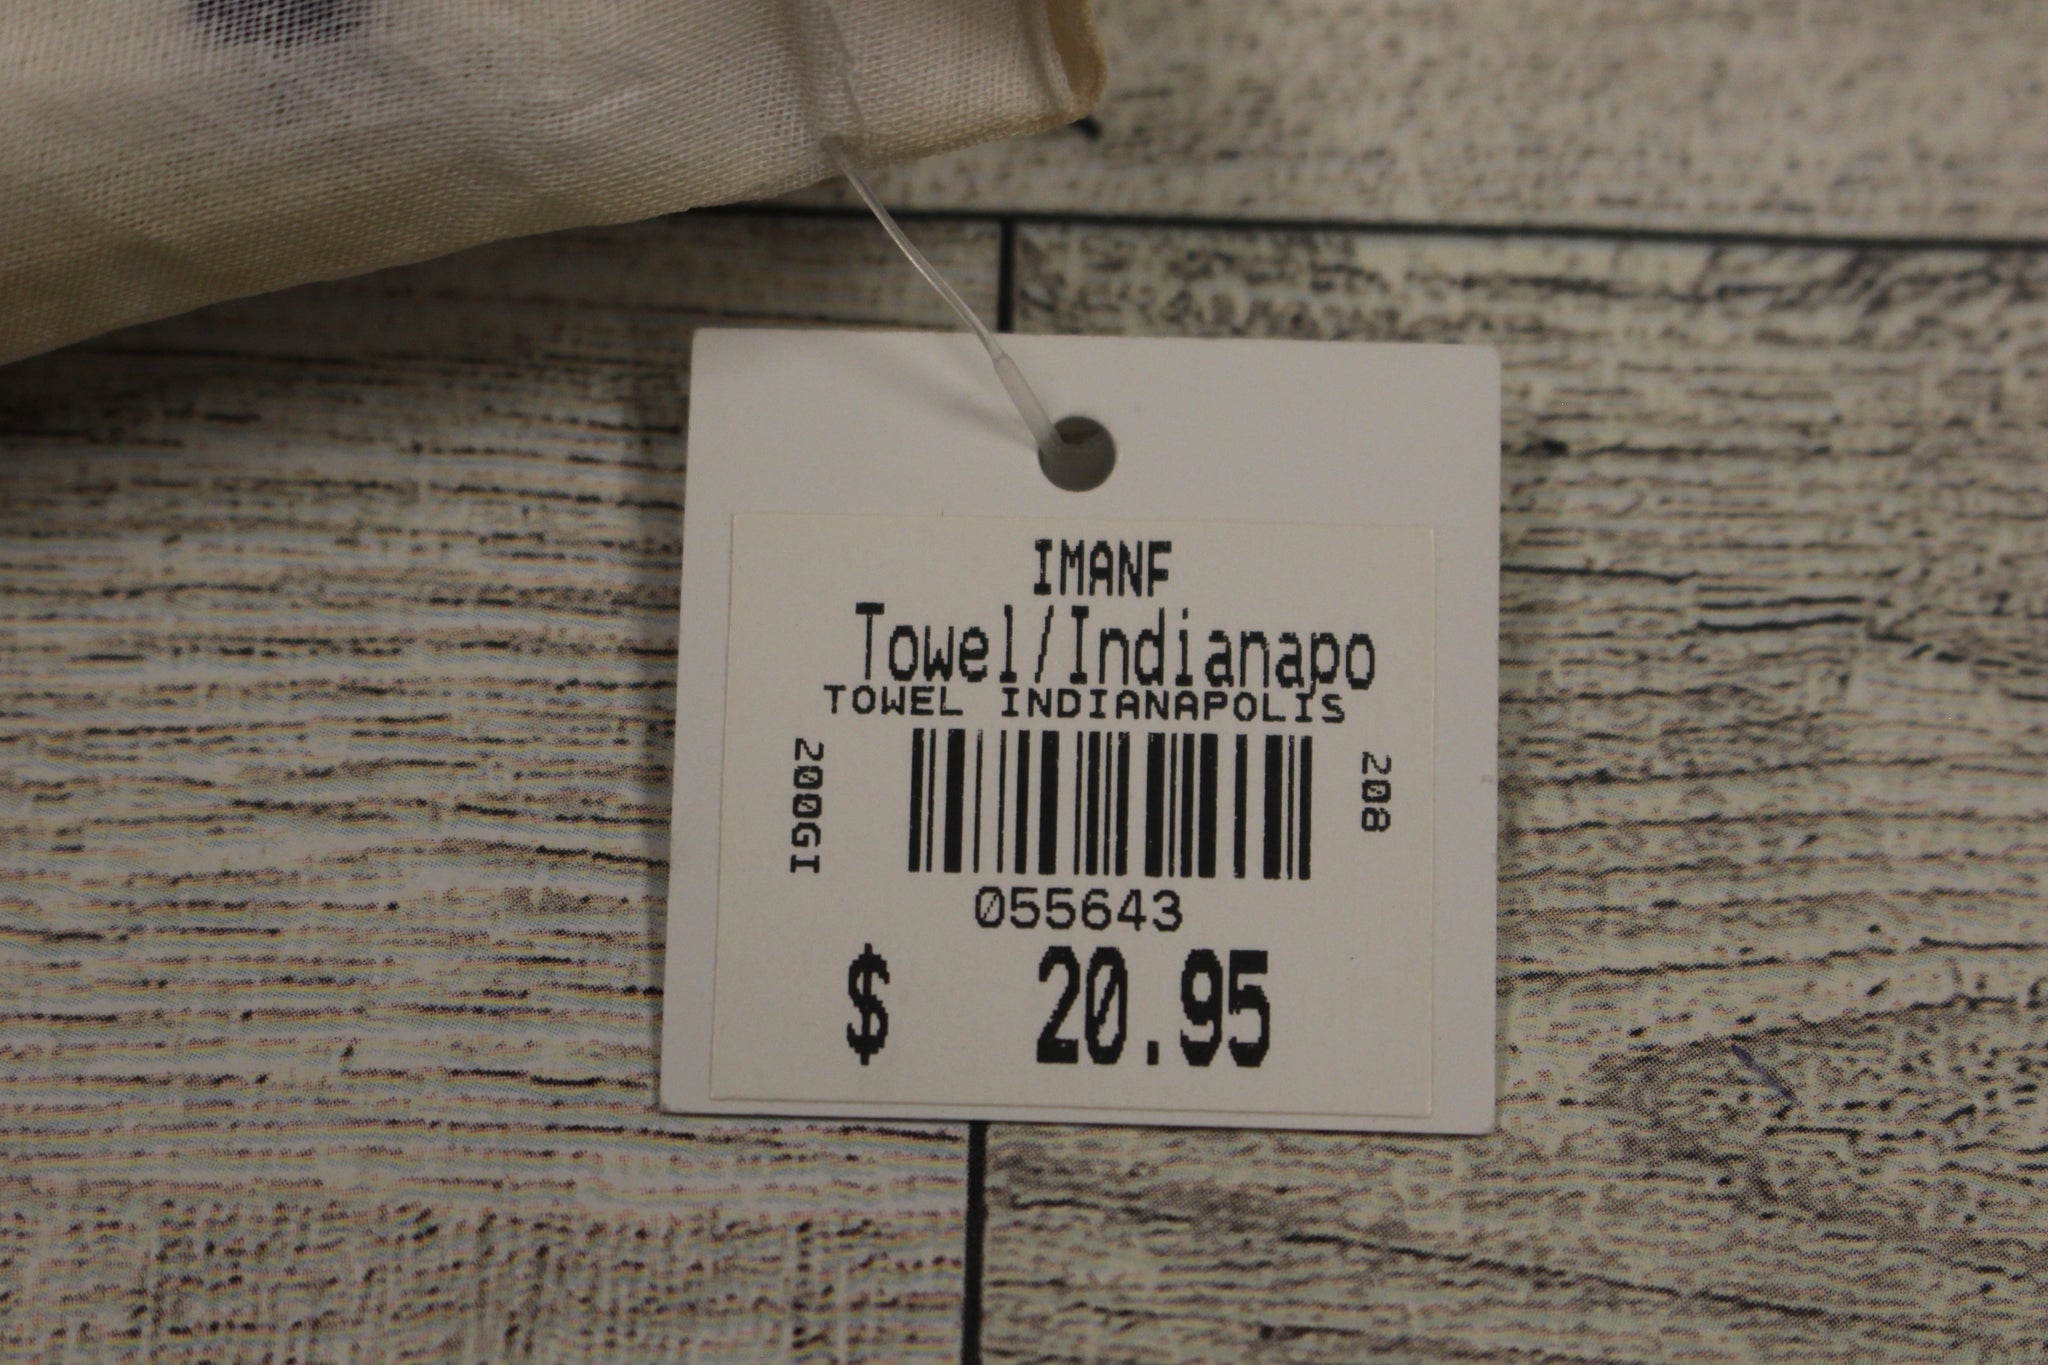 IMANF
Towel/Indianapo
TOWEL INDIANAPOLIS
200GI
208
055643
$ 20.95